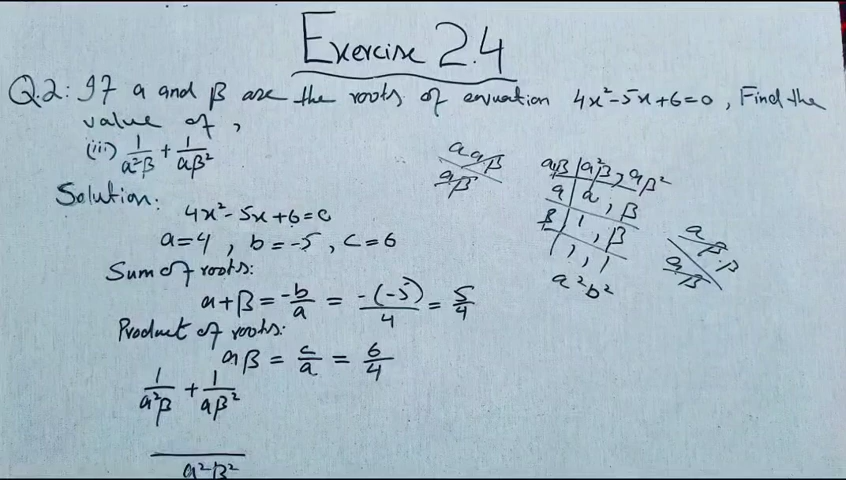 Exercise 2.4
Q.2: If α and β are the roots of equation 4x²-5x+6=0, Find the
value of,
(iii) 1/α²β + 1/αβ²
Solution:
4x²-5x+6=0
a=4, b=-5, c=6
Sum of roots:
α+β = -b/a = -(-5)/4 = 5/4
Product of roots:
αβ = c/a = 6/4
1/α²β + 1/αβ²
α²β²
ααβ
αβ
αβ | α²β, αβ²
α | α, β
β | 1, β
1, 1
α²b²
αβ.β
αβ